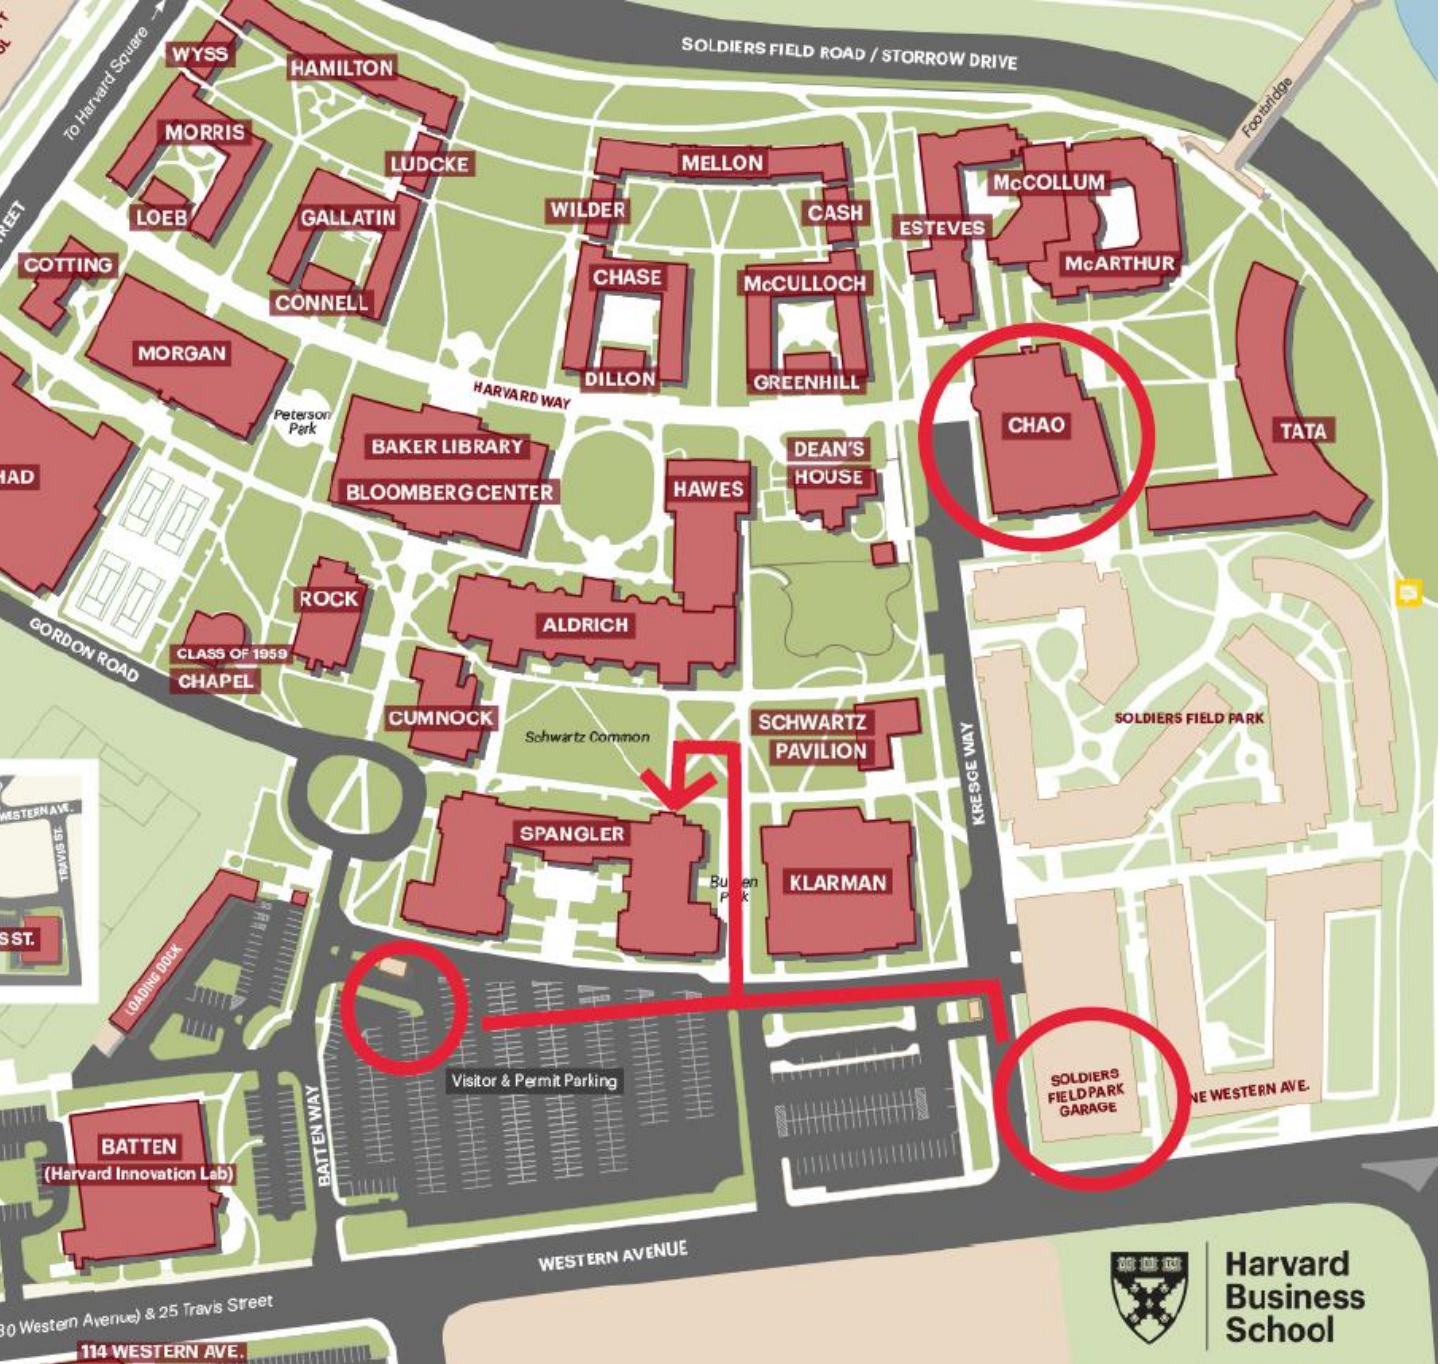 To Harvard Square
WYSS
HAMILTON
SOLDIERS FIELD ROAD / STORROW DRIVE
Footbridge
MORRIS
LUDCKE
MELLON
McCOLLUM
LOEB
GALLATIN
WILDER
CASH
ESTEVES
COTTING
CONNELL
CHASE
McCULLOCH
McARTHUR
MORGAN
DILLON
GREENHILL
HARVARD WAY
Peterson
Park
CHAO
TATA
BAKER LIBRARY
BLOOMBERG CENTER
HAWES
DEAN'S
HOUSE
ROCK
ALDRICH
GORDON ROAD
CLASS OF 1959
CHAPEL
CUMNOCK
Schwartz Common
SCHWARTZ
PAVILION
KRESGE WAY
SOLDIERS FIELD PARK
WESTERN AVE.
TRAVIS ST.
SPANGLER
KLARMAN
LOADING DOCK
Visitor & Permit Parking
SOLDIERS
FIELD PARK
GARAGE
NE WESTERN AVE.
BATTEN WAY
BATTEN
(Harvard Innovation Lab)
WESTERN AVENUE
30 Western Avenue) & 25 Travis Street
114 WESTERN AVE.
Harvard
Business
School